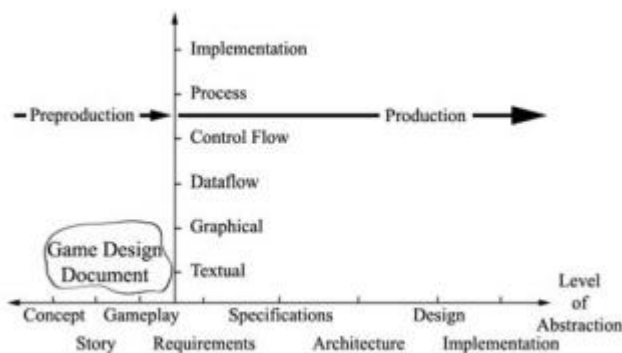 Implementation
Process
Preproduction
Production
Control Flow
Dataflow
Graphical
Game Design
Document
Textual
Level
of
Abstraction
Concept
Gameplay
Specifications
Design
Story
Requirements
Architecture
Implementation